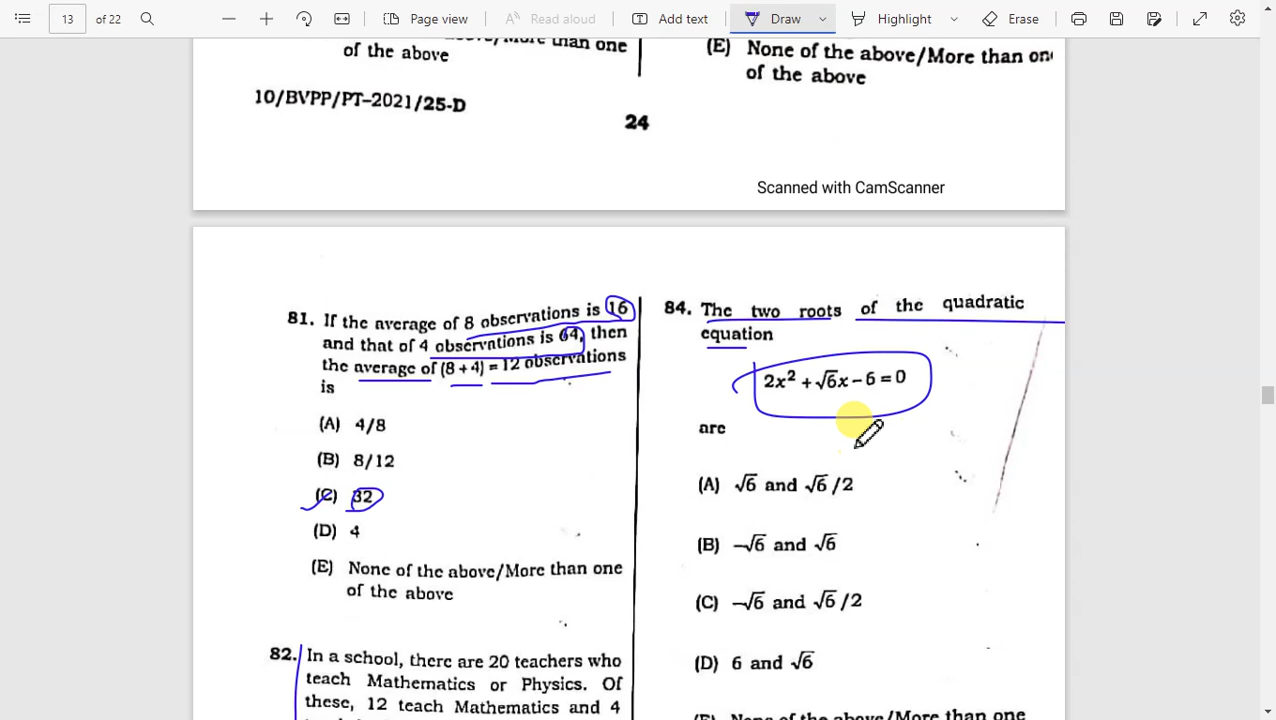 13 of 22 Page view Read aloud Add text Draw Highlight Erase
of the above
10/BVPP/PT-2021/25-D
(E) None of the above/More than on
of the above
24
Scanned with CamScanner
81. If the average of 8 observations is 16
and that of 4 observations is 64, then
the average of (8 + 4) = 12 observations
is
(A) 4/8
(B) 8/12
(C) 32
(D) 4
(E) None of the above/More than one
of the above
82. In a school, there are 20 teachers who
teach Mathematics or Physics. Of
these, 12 teach Mathematics and 4
84. The two roots of the quadratic
equation
2x² + √6x − 6 = 0
are
(A) √6 and √6/2
(B) −√6 and √6
(C) −√6 and √6/2
(D) 6 and √6
(E) None of the above/More than one